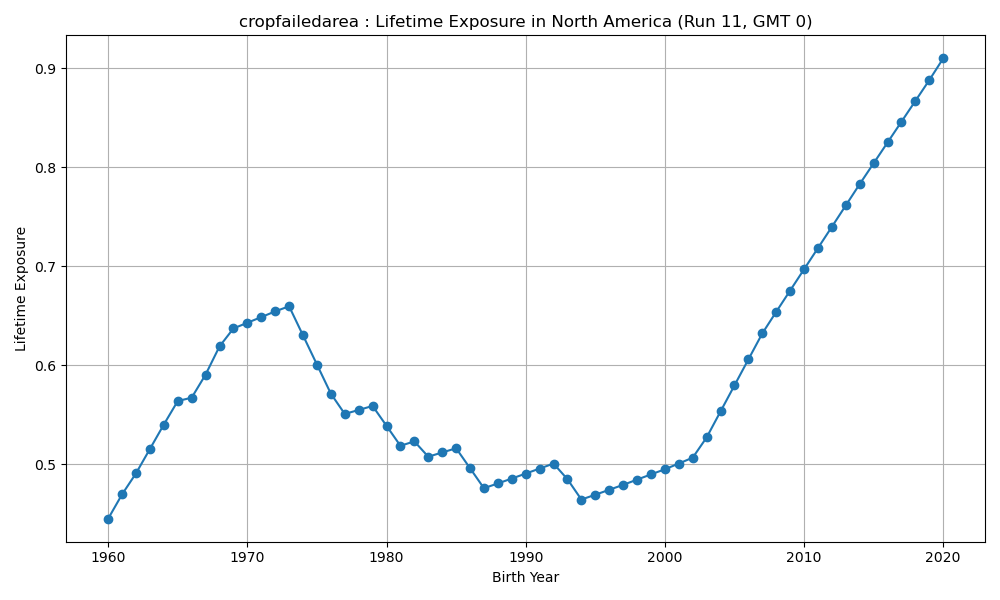 cropfailedarea : Lifetime Exposure in North America (Run 11, GMT 0)
Lifetime Exposure
0.9
0.8
0.7
0.6
0.5
1960 1970 1980 1990 2000 2010 2020
Birth Year